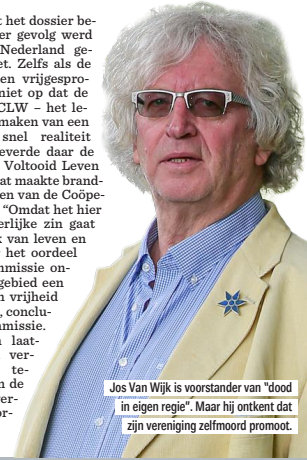 t het dossier be-
er gevolg werd
Nederland ge-
et. Zelfs als de
en vrijgespro-
niet op dat de
CLW – het le-
maken van een
snel realiteit
everde daar de
Voltooid Leven
at maakte brand-
en van de Coöpe-
“Omdat het hier
erlijke zin gaat
k van leven en
het oordeel
mmissie on-
gebied een
n vrijheid
, conclu-
missie.
laat-
ver-
te-
n de
ver-
or-
Jos Van Wijk is voorstander van "dood
in eigen regie". Maar hij ontkent dat
zijn vereniging zelfmoord promoot.